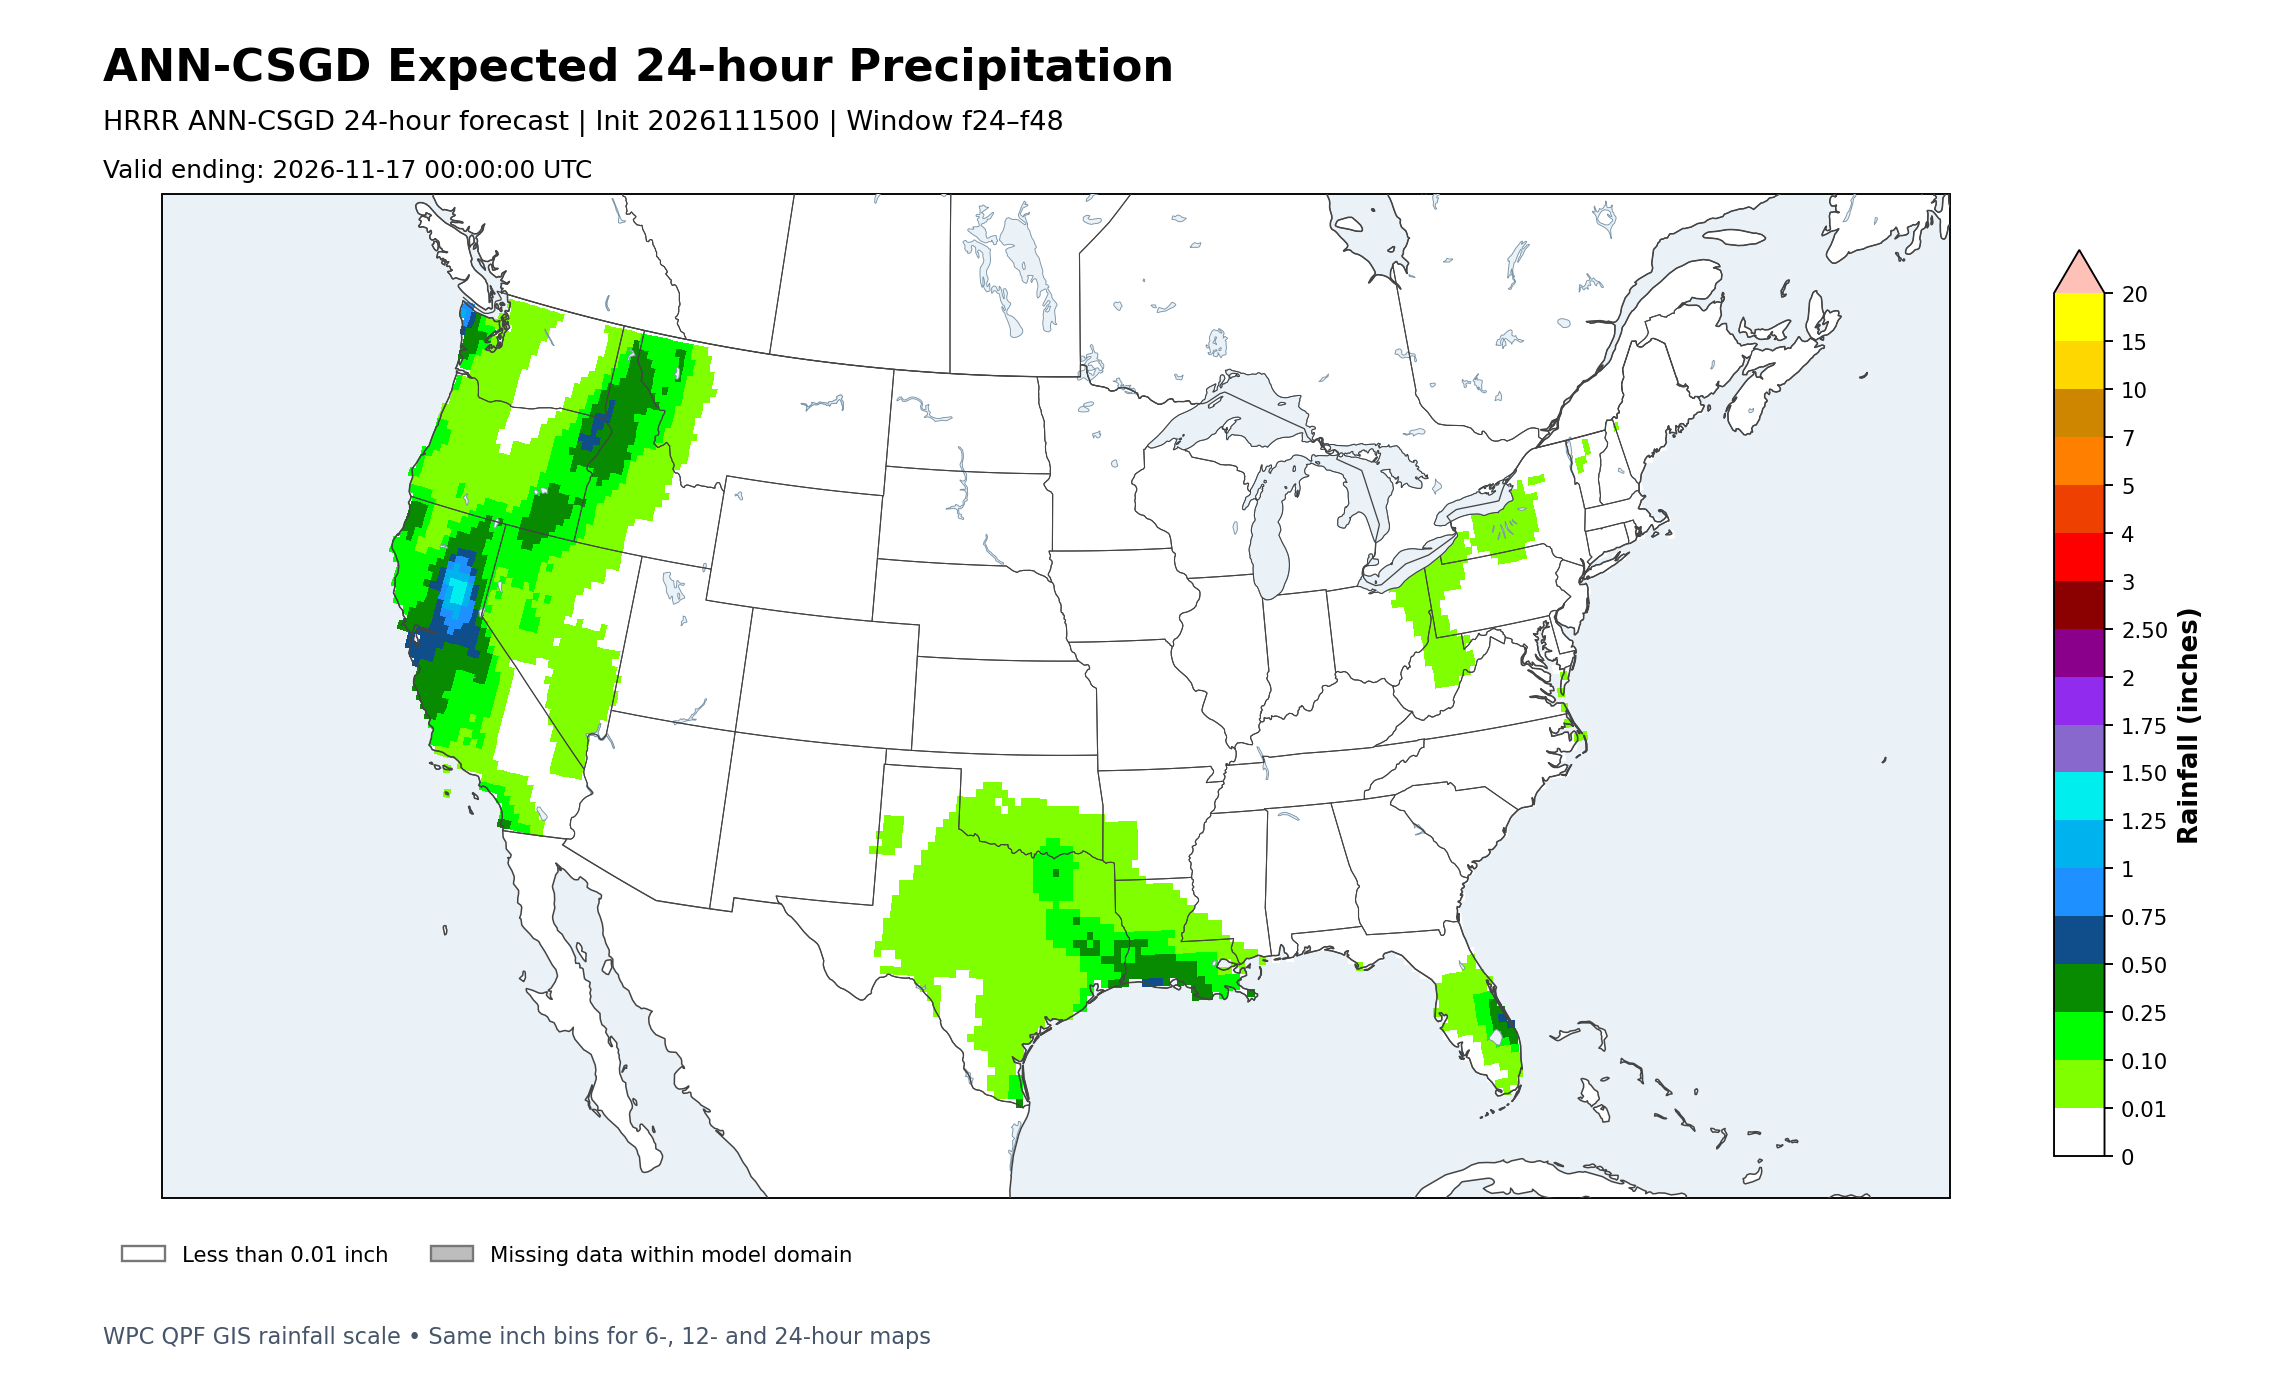 ANN-CSGD Expected 24-hour Precipitation
HRRR ANN-CSGD 24-hour forecast | Init 2026111500 | Window f24–f48
Valid ending: 2026-11-17 00:00:00 UTC
20
15
10
7
5
4
3
2.50
2
1.75
1.50
1.25
1
0.75
0.50
0.25
0.10
0.01
0
Rainfall (inches)
Less than 0.01 inch
Missing data within model domain
WPC QPF GIS rainfall scale • Same inch bins for 6-, 12- and 24-hour maps